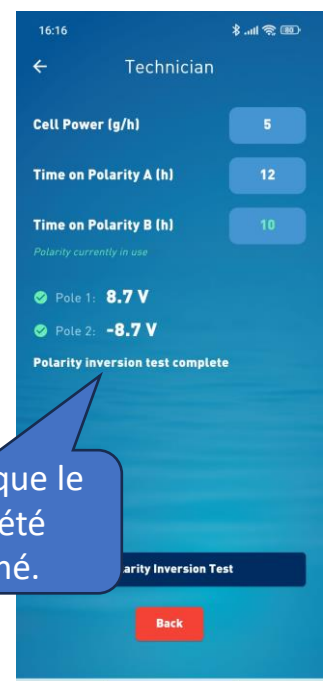 16:16
80
Technician
Cell Power (g/h)
5
Time on Polarity A (h)
12
Time on Polarity B (h)
10
Polarity currently in use
Pole 1: 8.7 V
Pole 2: -8.7 V
Polarity inversion test complete
que le
été
arity Inversion Test
Back